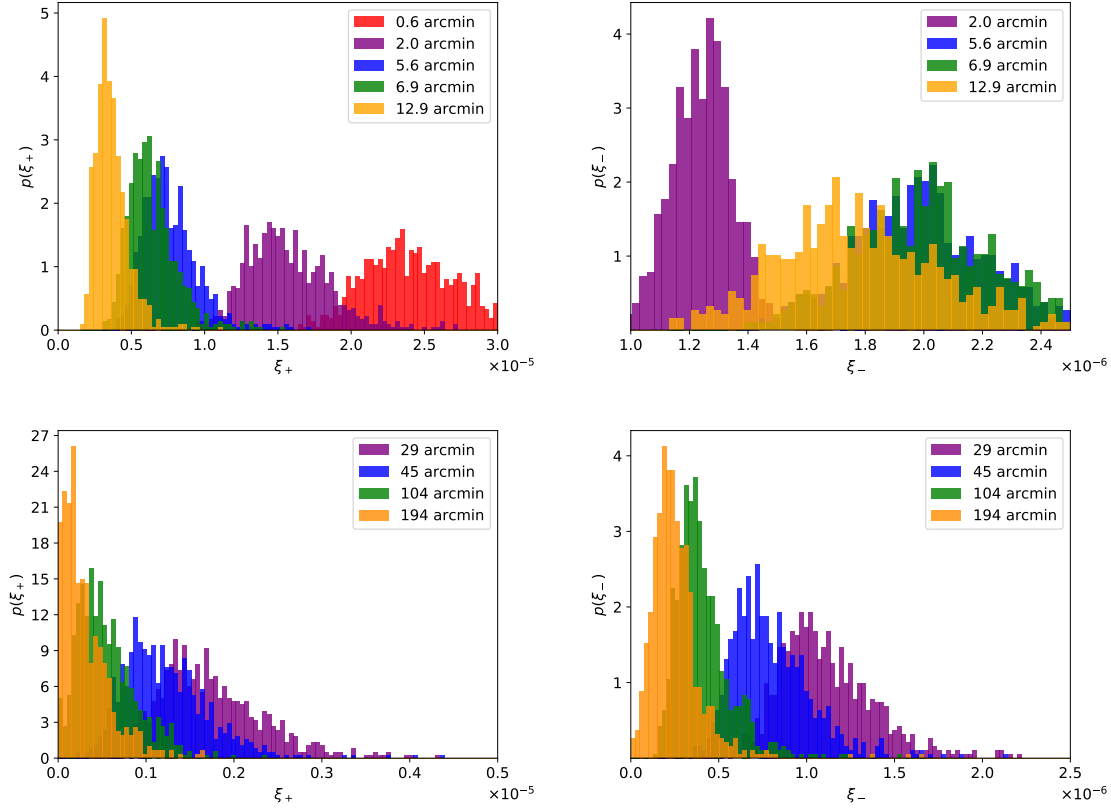 5
4
3
2
1
0
p(ξ₊)
0.6 arcmin
2.0 arcmin
5.6 arcmin
6.9 arcmin
12.9 arcmin
0.0 0.5 1.0 1.5 2.0 2.5 3.0
ξ₊
×10⁻⁵
4
3
2
1
0
p(ξ₋)
2.0 arcmin
5.6 arcmin
6.9 arcmin
12.9 arcmin
1.0 1.2 1.4 1.6 1.8 2.0 2.2 2.4
ξ₋
×10⁻⁶
27
24
21
18
15
12
9
6
3
0
p(ξ₊)
29 arcmin
45 arcmin
104 arcmin
194 arcmin
0.0 0.1 0.2 0.3 0.4 0.5
ξ₊
×10⁻⁵
4
3
2
1
p(ξ₋)
29 arcmin
45 arcmin
104 arcmin
194 arcmin
0.0 0.5 1.0 1.5 2.0 2.5
ξ₋
×10⁻⁶